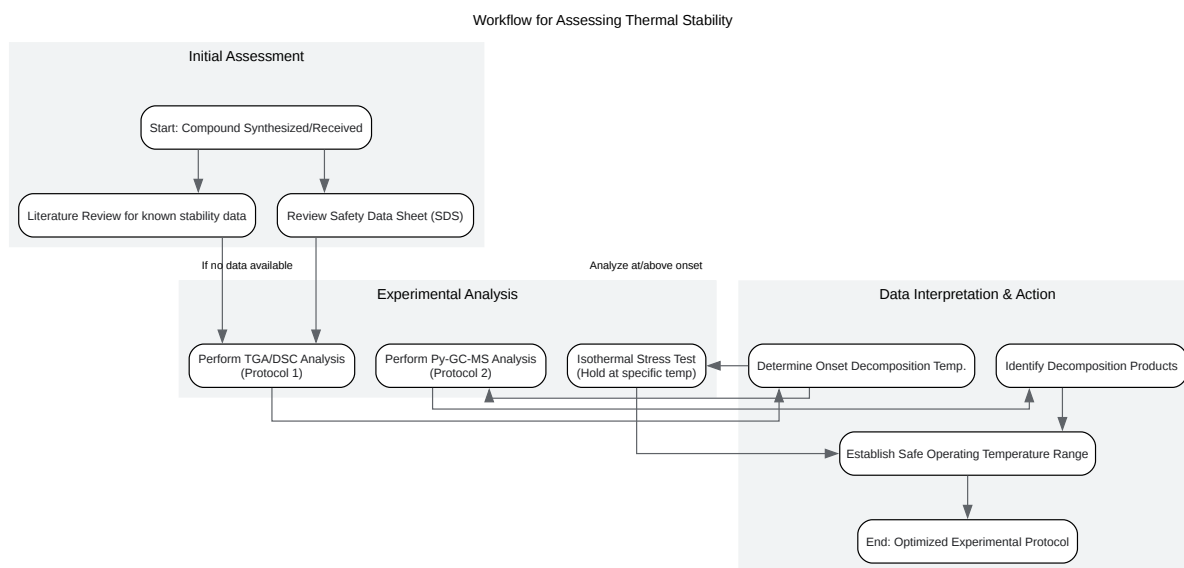 Workflow for Assessing Thermal Stability
Initial Assessment
Start: Compound Synthesized/Received
Literature Review for known stability data
Review Safety Data Sheet (SDS)
If no data available
Analyze at/above onset
Experimental Analysis
Data Interpretation & Action
Perform TGA/DSC Analysis
(Protocol 1)
Perform Py-GC-MS Analysis
(Protocol 2)
Isothermal Stress Test
(Hold at specific temp)
Determine Onset Decomposition Temp.
Identify Decomposition Products
Establish Safe Operating Temperature Range
End: Optimized Experimental Protocol